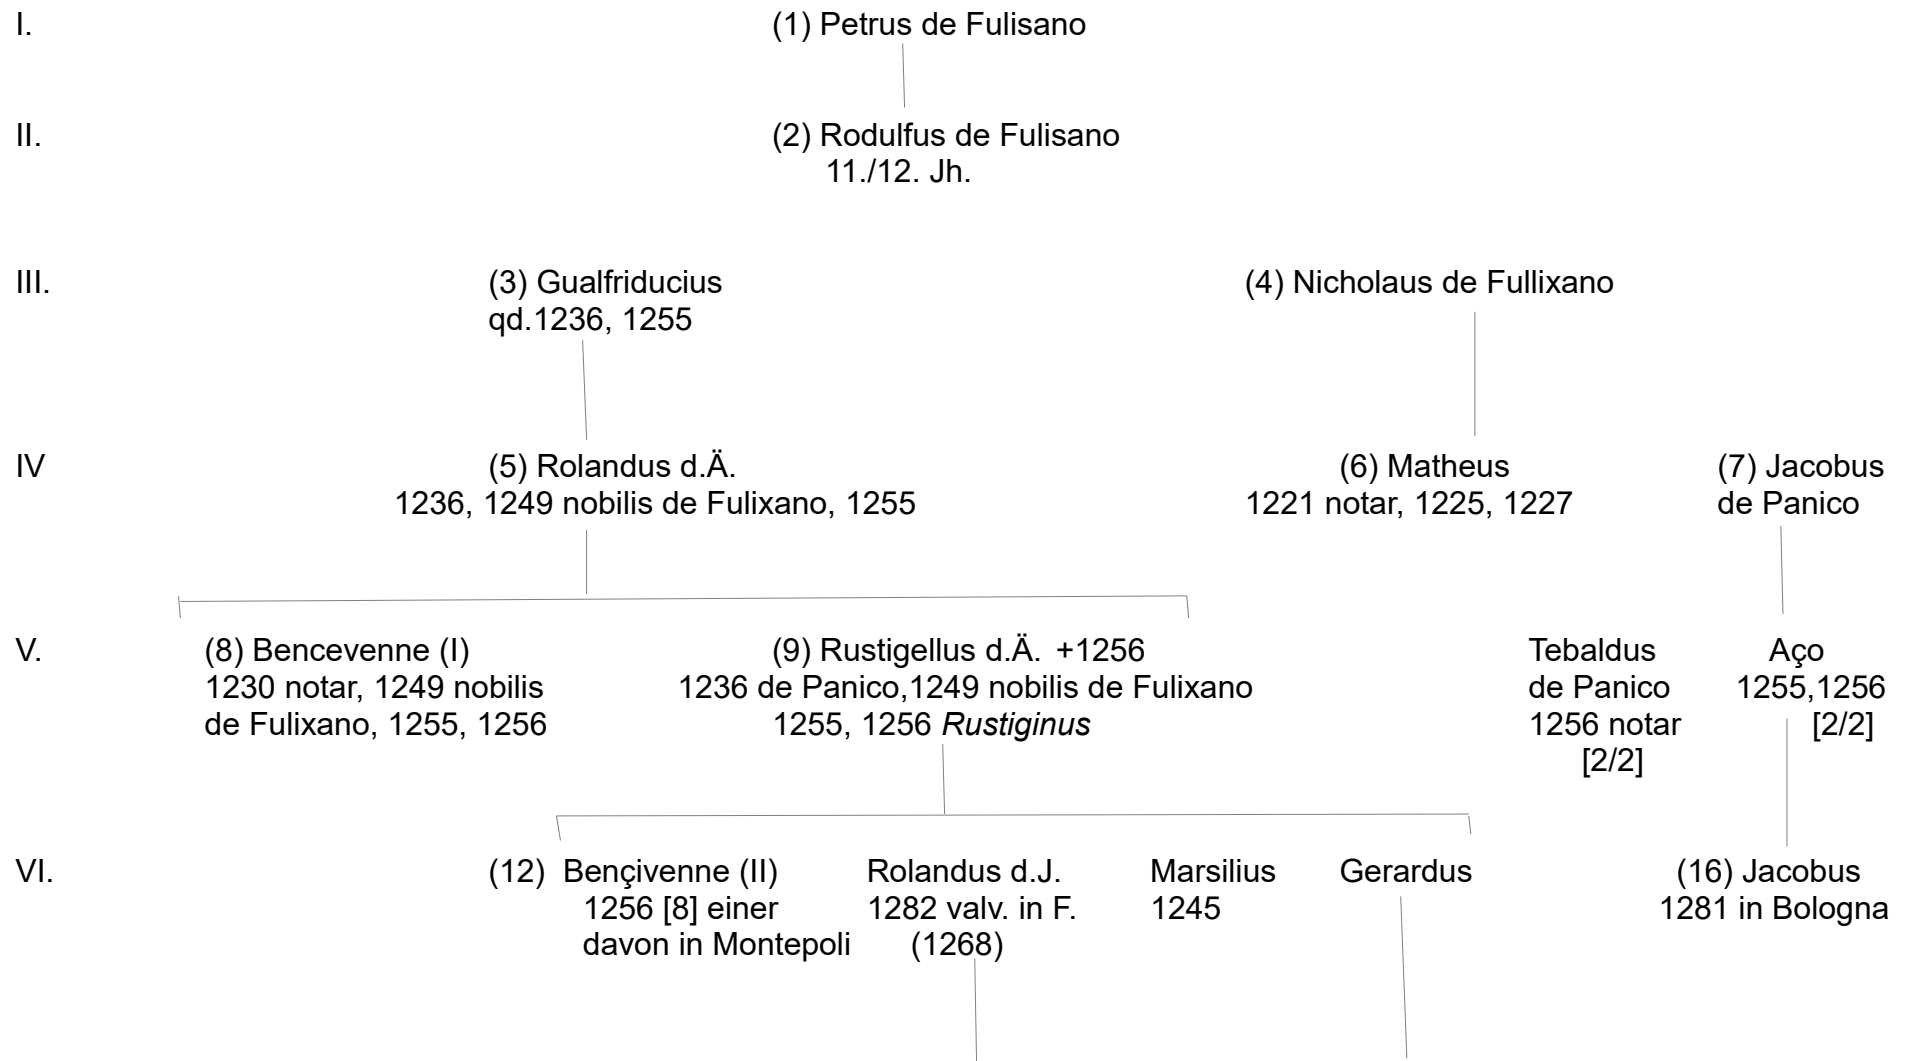 I. (1) Petrus de Fulisano
II. (2) Rodulfus de Fulisano
11./12. Jh.
III. (3) Gualfriducius (4) Nicholaus de Fullixano
qd.1236, 1255
IV (5) Rolandus d.Ä. (6) Matheus (7) Jacobus
1236, 1249 nobilis de Fulixano, 1255 1221 notar, 1225, 1227 de Panico
V. (8) Bencevenne (I) (9) Rustigellus d.Ä. +1256 Tebaldus Aço
1230 notar, 1249 nobilis 1236 de Panico,1249 nobilis de Fulixano de Panico 1255,1256
de Fulixano, 1255, 1256 1255, 1256 Rustiginus 1256 notar [2/2]
[2/2]
VI. (12) Bençivenne (II) Rolandus d.J. Marsilius Gerardus (16) Jacobus
1256 [8] einer 1282 valv. in F. 1245 1281 in Bologna
davon in Montepoli (1268)